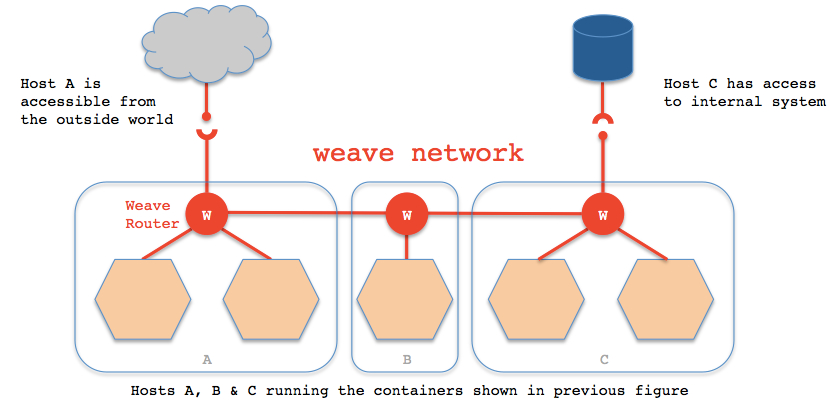 Host A is
accessible from
the outside world
Host C has access
to internal system
weave network
Weave
Router
W
W
W
A
B
C
Hosts A, B & C running the containers shown in previous figure